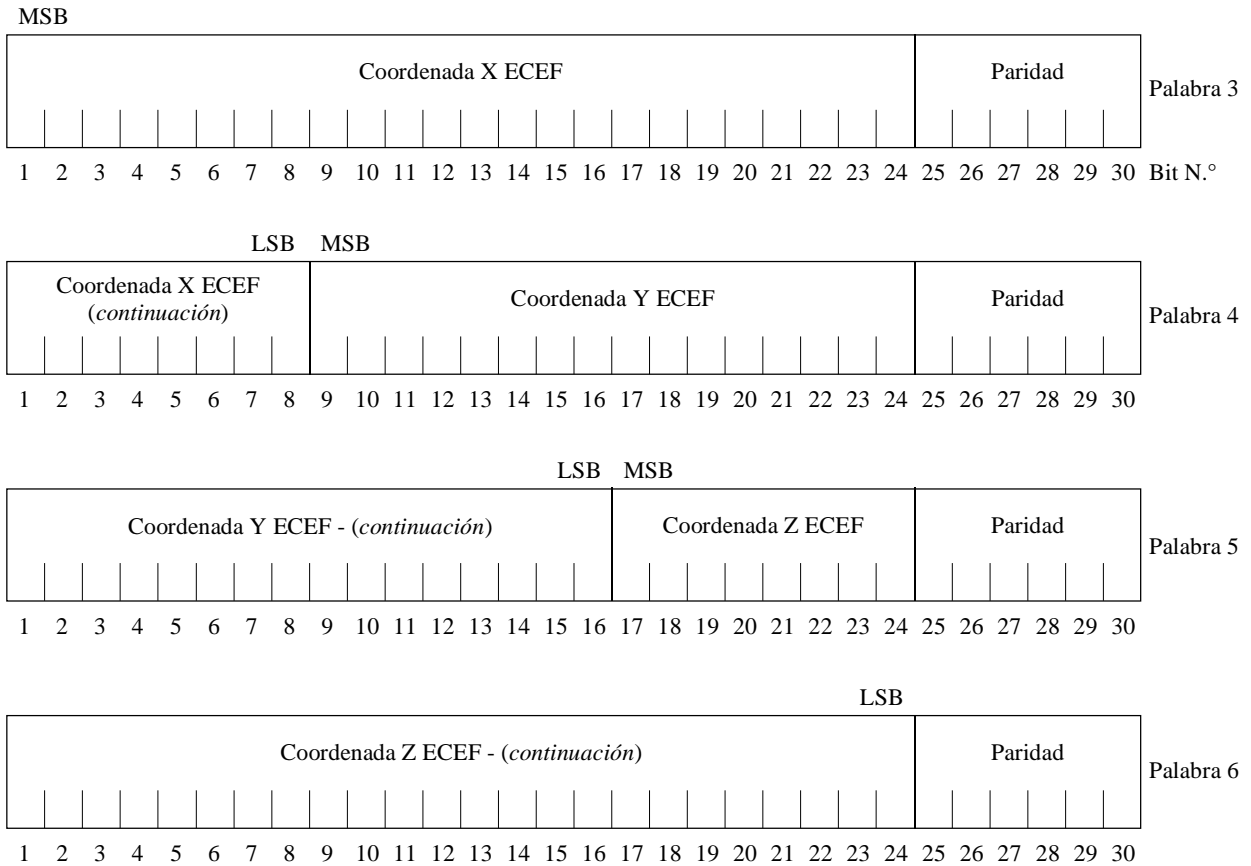 MSB
Coordenada X ECEF Paridad
Palabra 3
1 2 3 4 5 6 7 8 9 10 11 12 13 14 15 16 17 18 19 20 21 22 23 24 25 26 27 28 29 30 Bit N.°
LSB MSB
Coordenada X ECEF
(continuación)
Coordenada Y ECEF Paridad
Palabra 4
1 2 3 4 5 6 7 8 9 10 11 12 13 14 15 16 17 18 19 20 21 22 23 24 25 26 27 28 29 30
LSB MSB
Coordenada Y ECEF - (continuación) Coordenada Z ECEF Paridad
Palabra 5
1 2 3 4 5 6 7 8 9 10 11 12 13 14 15 16 17 18 19 20 21 22 23 24 25 26 27 28 29 30
LSB
Coordenada Z ECEF - (continuación) Paridad
Palabra 6
1 2 3 4 5 6 7 8 9 10 11 12 13 14 15 16 17 18 19 20 21 22 23 24 25 26 27 28 29 30